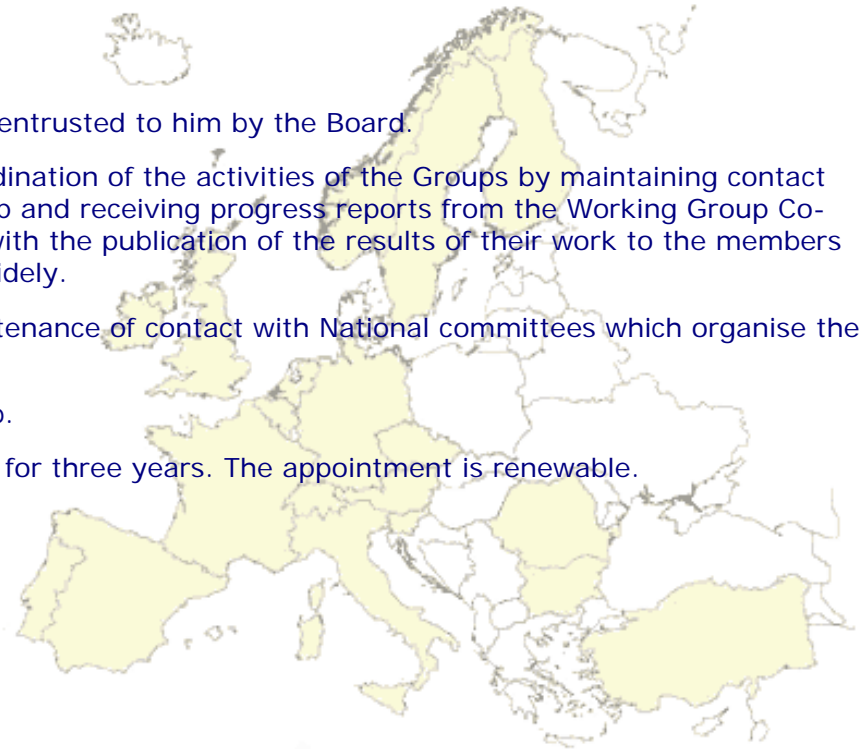 entrusted to him by the Board.
dination of the activities of the Groups by maintaining contact
p and receiving progress reports from the Working Group Co-
with the publication of the results of their work to the members
idely.
tenance of contact with National committees which organise the
.
for three years. The appointment is renewable.